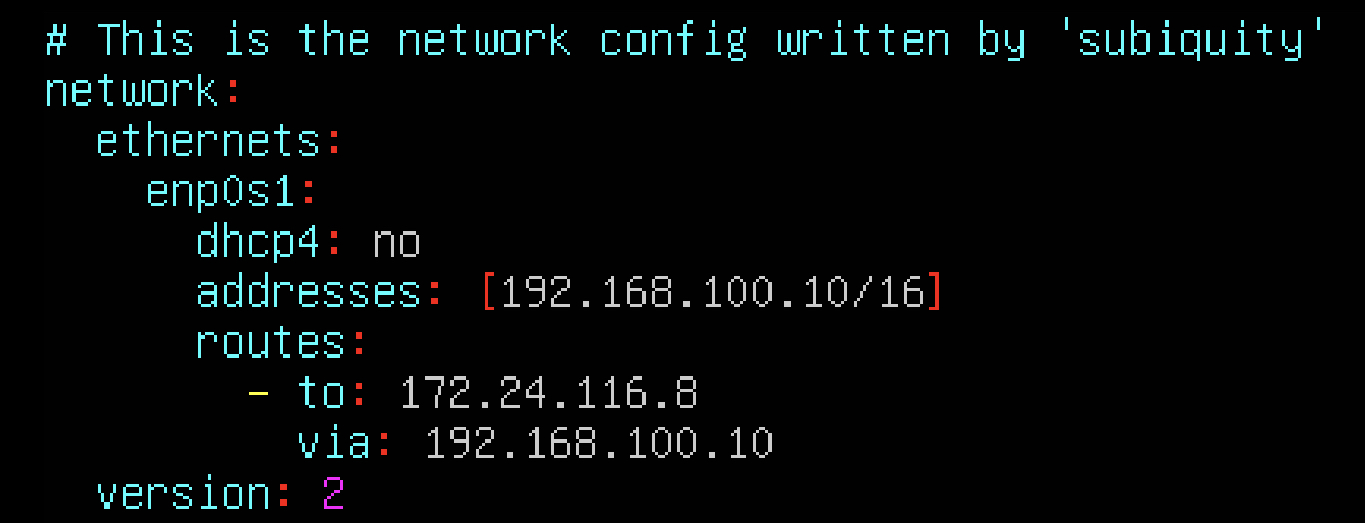 # This is the network config written by 'subiquity'
network:
  ethernets:
    enp0s1:
      dhcp4: no
      addresses: [192.168.100.10/16]
      routes:
        - to: 172.24.116.8
          via: 192.168.100.10
  version: 2